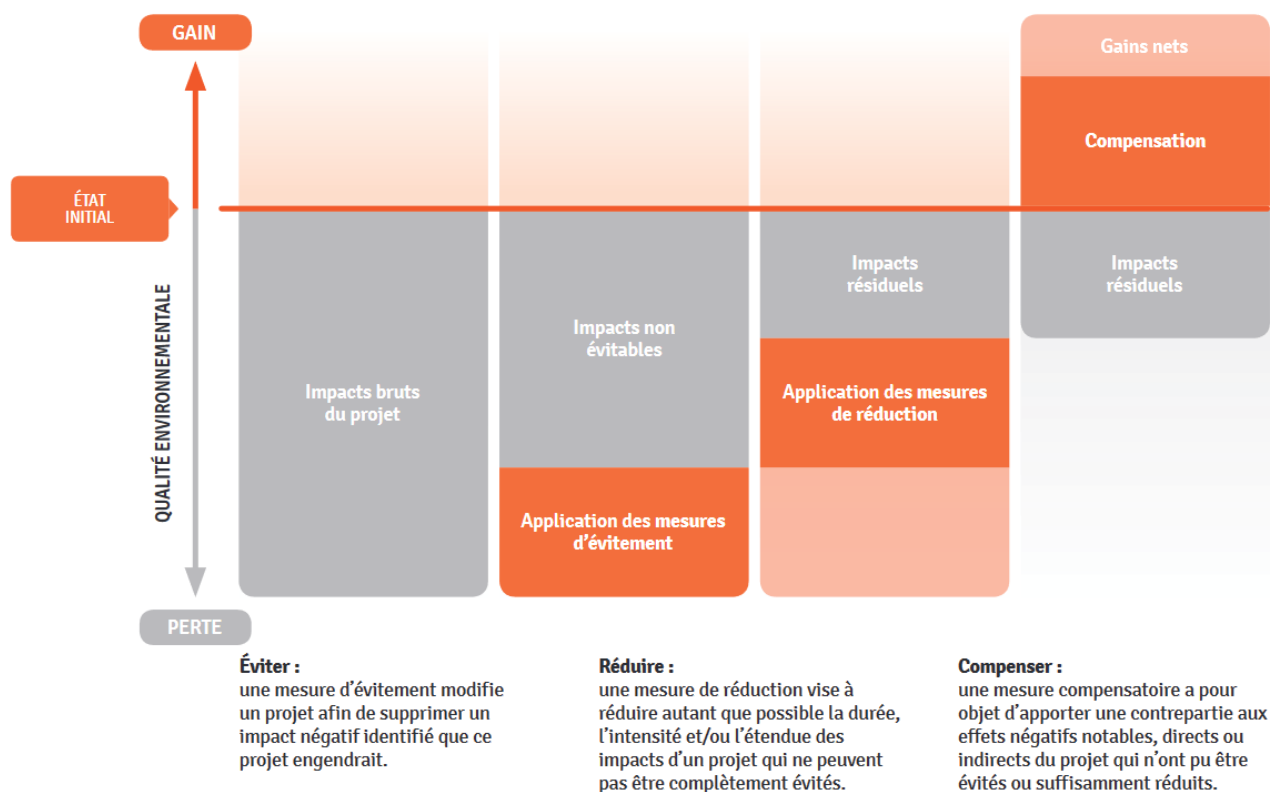 GAIN
ÉTAT
INITIAL
QUALITÉ ENVIRONNEMENTALE
PERTE
Impacts bruts
du projet
Impacts non
évitables
Application des mesures
d’évitement
Impacts
résiduels
Application des mesures
de réduction
Gains nets
Compensation
Impacts
résiduels
Éviter :
une mesure d’évitement modifie
un projet afin de supprimer un
impact négatif identifié que ce
projet engendrait.
Réduire :
une mesure de réduction vise à
réduire autant que possible la durée,
l’intensité et/ou l’étendue des
impacts d’un projet qui ne peuvent
pas être complètement évités.
Compenser :
une mesure compensatoire a pour
objet d’apporter une contrepartie aux
effets négatifs notables, directs ou
indirects du projet qui n’ont pu être
évités ou suffisamment réduits.